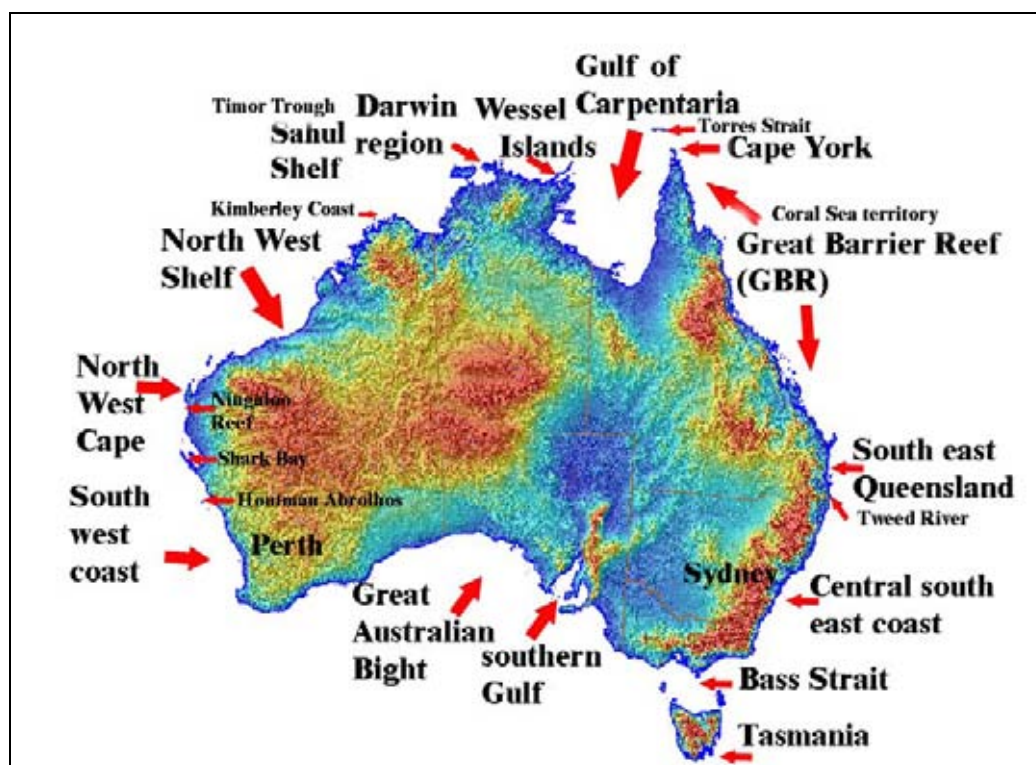 Gulf of
Carpentaria
Timor Trough
Sahul
Shelf
Darwin
region
Wessel
Islands
Torres Strait
Cape York
Kimberley Coast
Coral Sea territory
North West
Shelf
Great Barrier Reef
(GBR)
North
West
Cape
Ningaloo
Reef
Shark Bay
South east
Queensland
Tweed River
Houtman Abrolhos
South
west
coast
Perth
Sydney
Central south
east coast
Great
Australian
Bight
southern
Gulf
Bass Strait
Tasmania